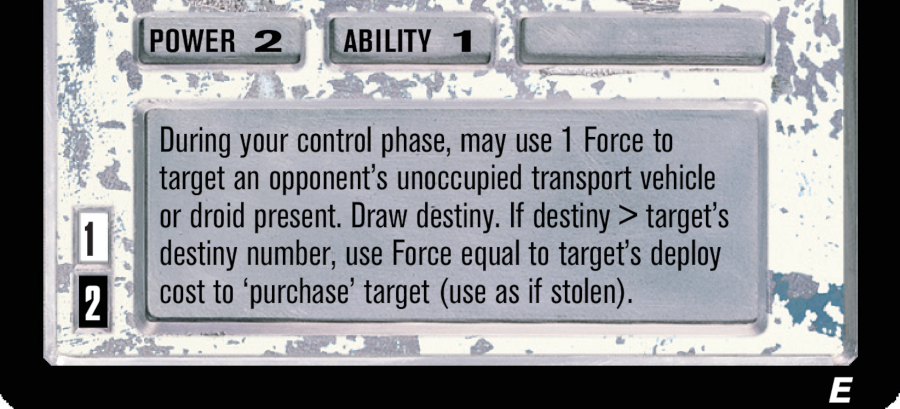 POWER 2 ABILITY 1
During your control phase, may use 1 Force to
target an opponent's unoccupied transport vehicle
or droid present. Draw destiny. If destiny > target's
destiny number, use Force equal to target's deploy
cost to 'purchase' target (use as if stolen).
1
2
E